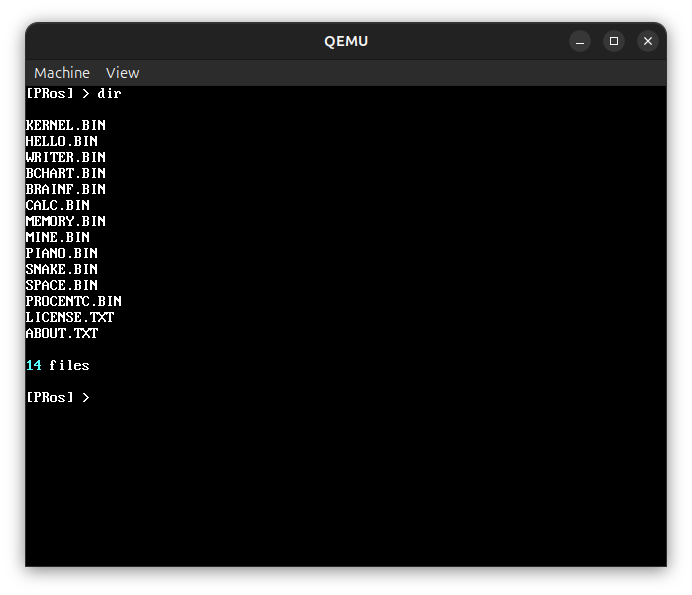 QEMU
Machine View
[PRos] > dir
KERNEL.BIN
HELLO.BIN
WRITER.BIN
BCHART.BIN
BRAINF.BIN
CALC.BIN
MEMORY.BIN
MINE.BIN
PIANO.BIN
SNAKE.BIN
SPACE.BIN
PROCENTC.BIN
LICENSE.TXT
ABOUT.TXT
14 files
[PRos] >